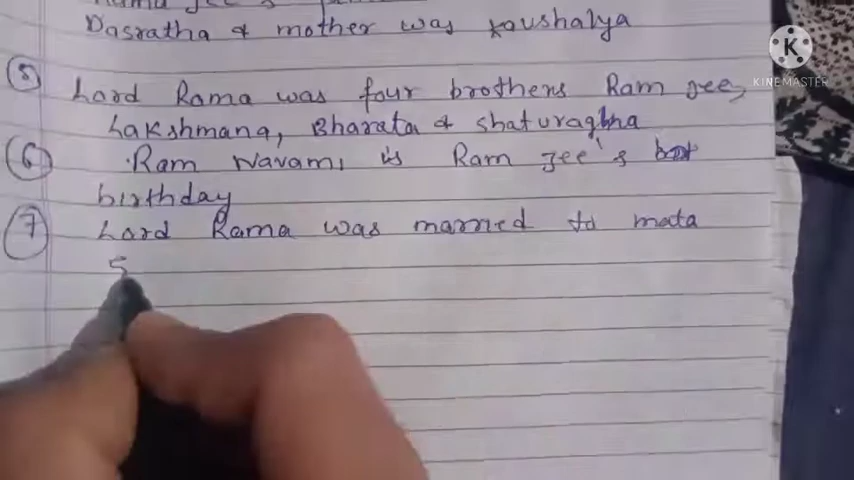 Dasratha & mother was Kaushalya
K
KINEMASTER
5 Lord Rama was four brothers Ram Jee,
Lakshmana, Bharata & Shaturaghna
6 Ram Navami is Ram Jee's
birthday
7 Lord Rama was married to mata
S